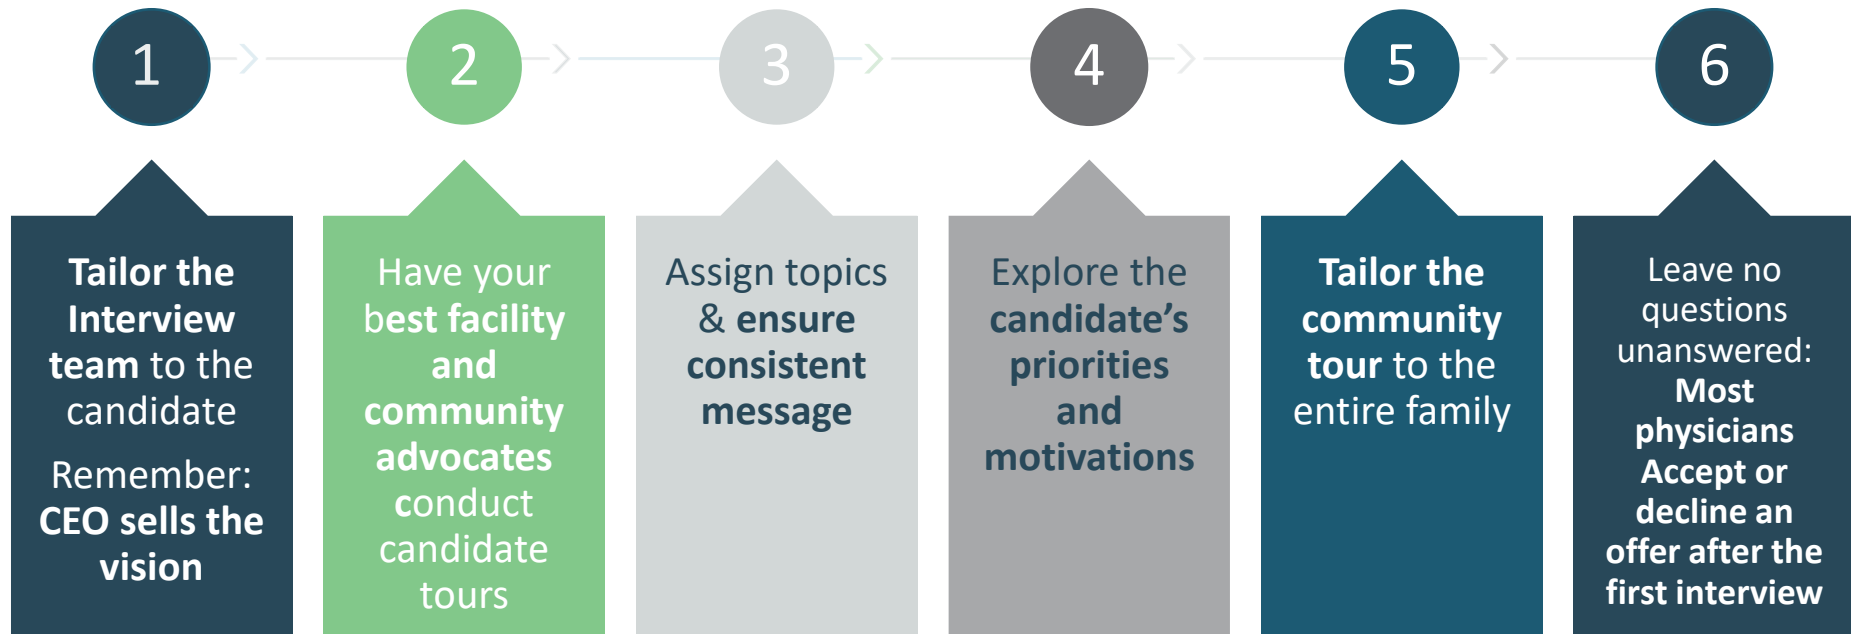 1
Tailor the
Interview
team to the
candidate
Remember:
CEO sells the
vision
2
Have your
best facility
and
community
advocates
conduct
candidate
tours
3
Assign topics
& ensure
consistent
message
4
Explore the
candidate’s
priorities
and
motivations
5
Tailor the
community
tour to the
entire family
6
Leave no
questions
unanswered:
Most
physicians
Accept or
decline an
offer after the
first interview